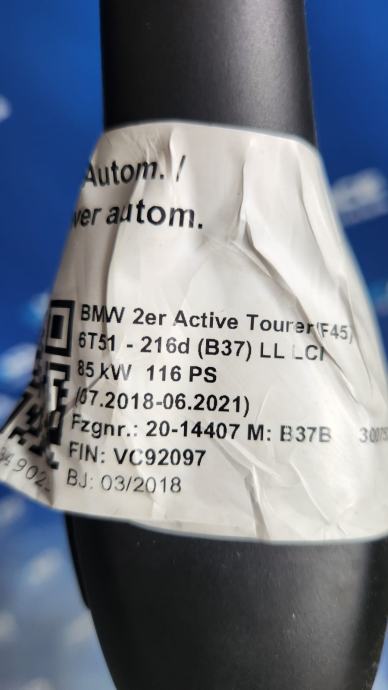 Autom. /
ver autom.
BMW 2er Active Tourer (F45)
6T51 - 216d (B37) LL LCI
85 kW 116 PS
(07.2018-06.2021)
Fzgnr.: 20-14407 M: B37B
FIN: VC92097
BJ: 03/2018